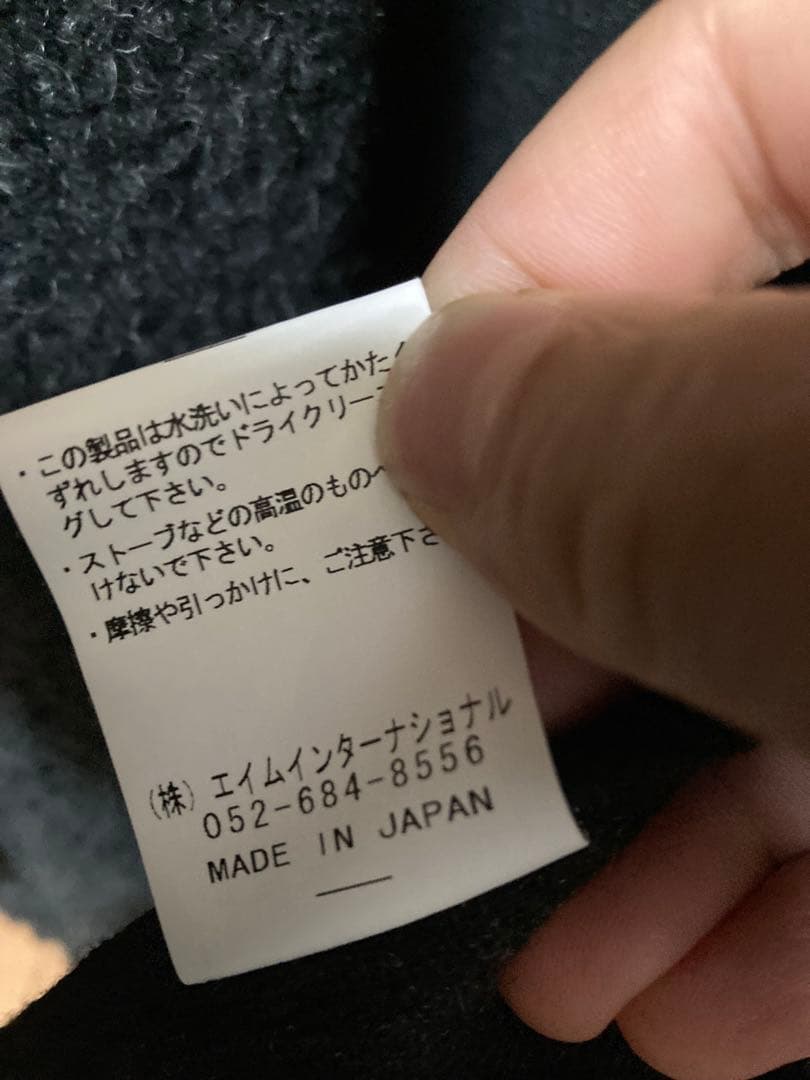 ・この製品は水洗いによってかた
ずれしますのでドライクリー
グして下さい。
・ストーブなどの高温のものへ
けないで下さい。
・摩擦や引っかけに、ご注意下さ
(株) エイムインターナショナル
052-684-8556
MADE IN JAPAN